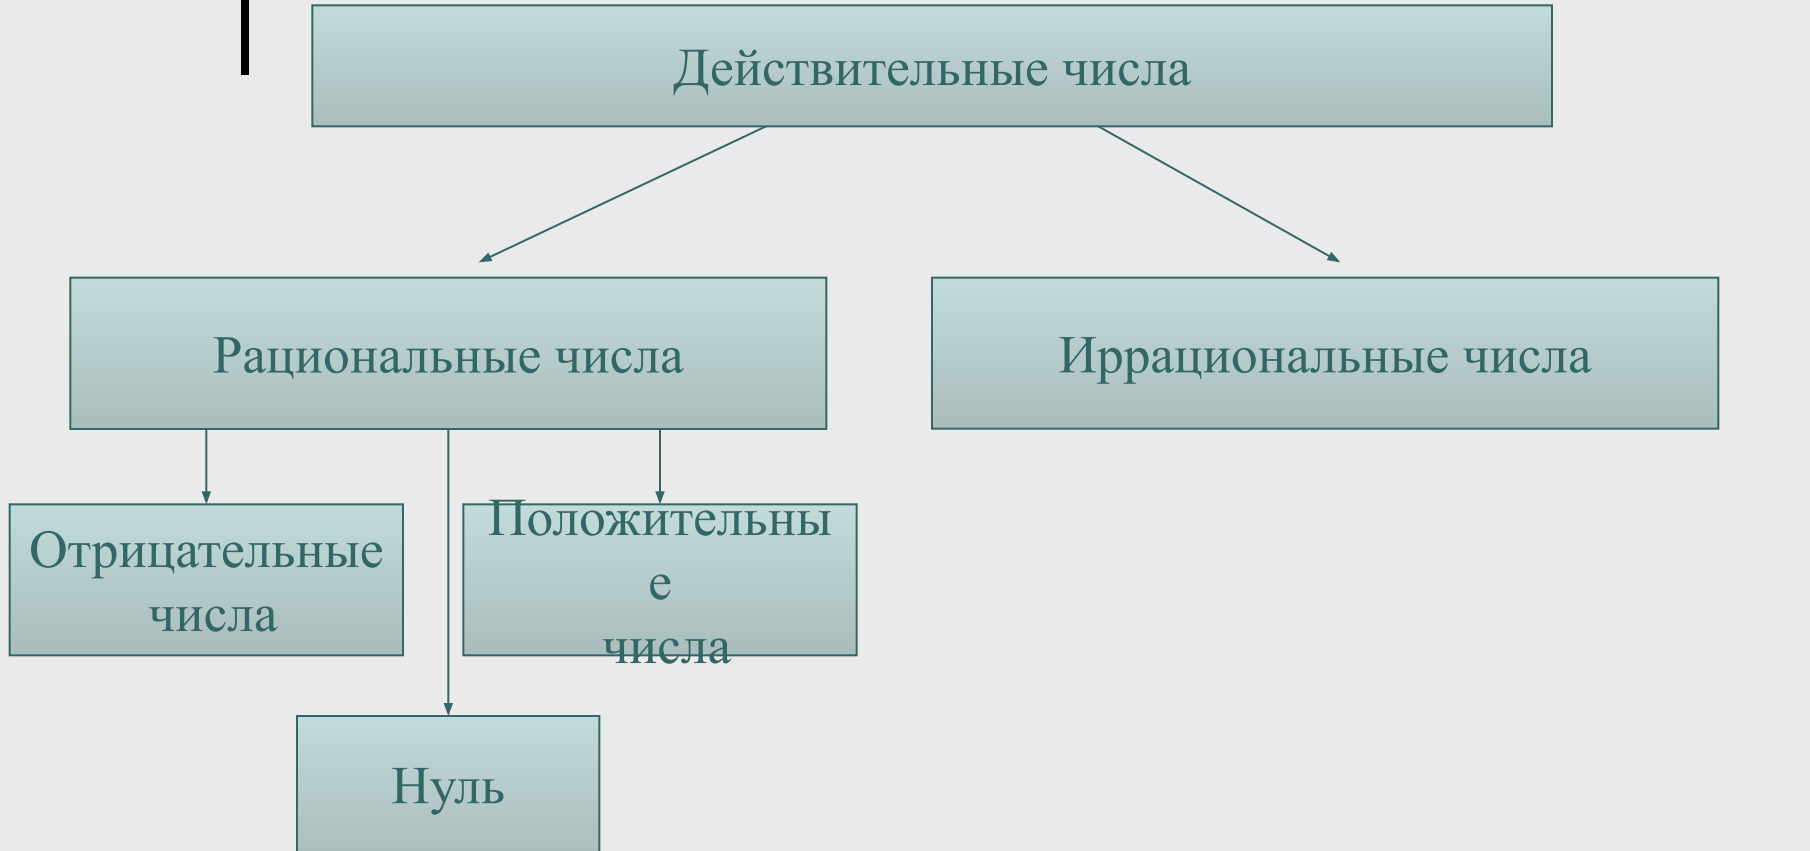 Действительные числа
Рациональные числа
Иррациональные числа
Отрицательные
числа
Положительны
е
числа
Нуль